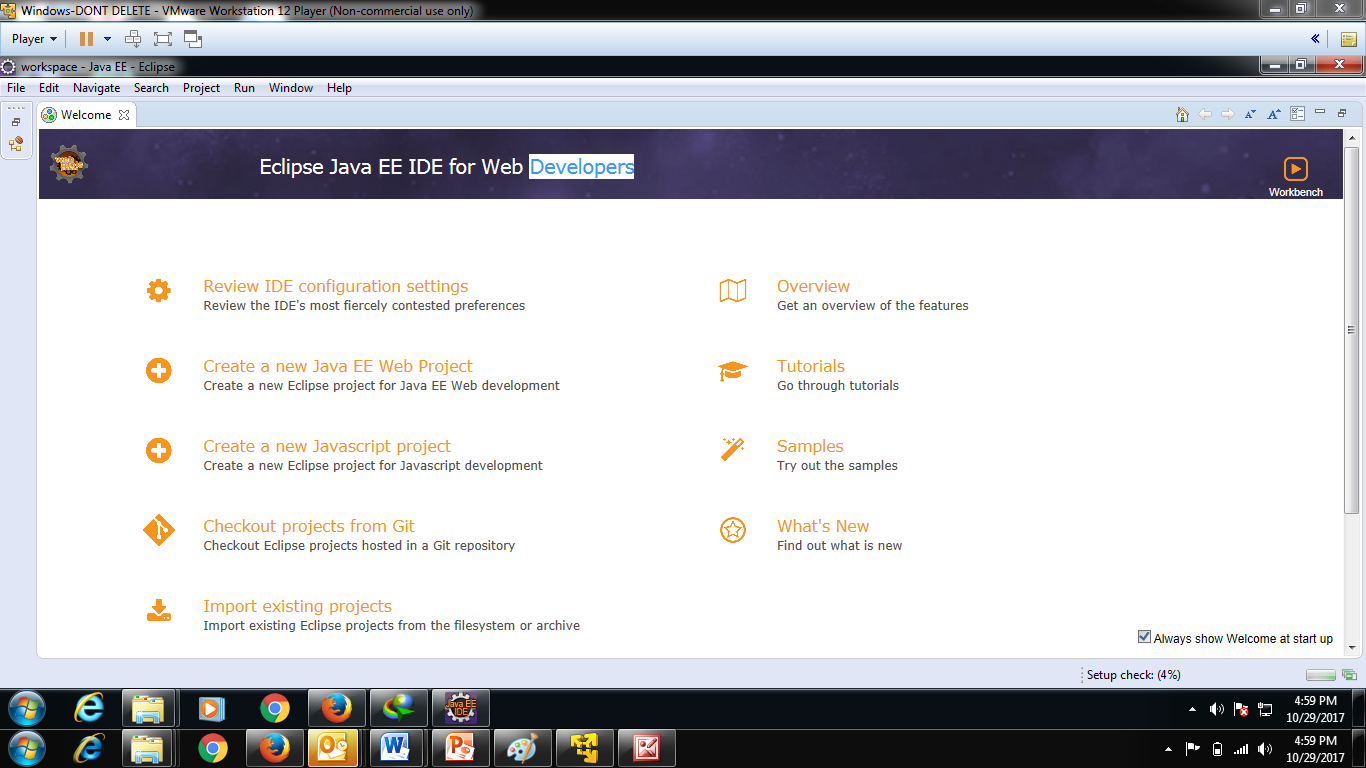 Windows-DONT DELETE - VMware Workstation 12 Player (Non-commercial use only)
Player
workspace - Java EE - Eclipse
File Edit Navigate Search Project Run Window Help
Welcome
Eclipse Java EE IDE for Web Developers
Workbench
Review IDE configuration settings
Review the IDE's most fiercely contested preferences
Overview
Get an overview of the features
Create a new Java EE Web Project
Create a new Eclipse project for Java EE Web development
Tutorials
Go through tutorials
Create a new Javascript project
Create a new Eclipse project for Javascript development
Samples
Try out the samples
Checkout projects from Git
Checkout Eclipse projects hosted in a Git repository
What's New
Find out what is new
Import existing projects
Import existing Eclipse projects from the filesystem or archive
Always show Welcome at start up
Setup check: (4%)
Java EE
IDE
4:59 PM
10/29/2017
4:59 PM
10/29/2017